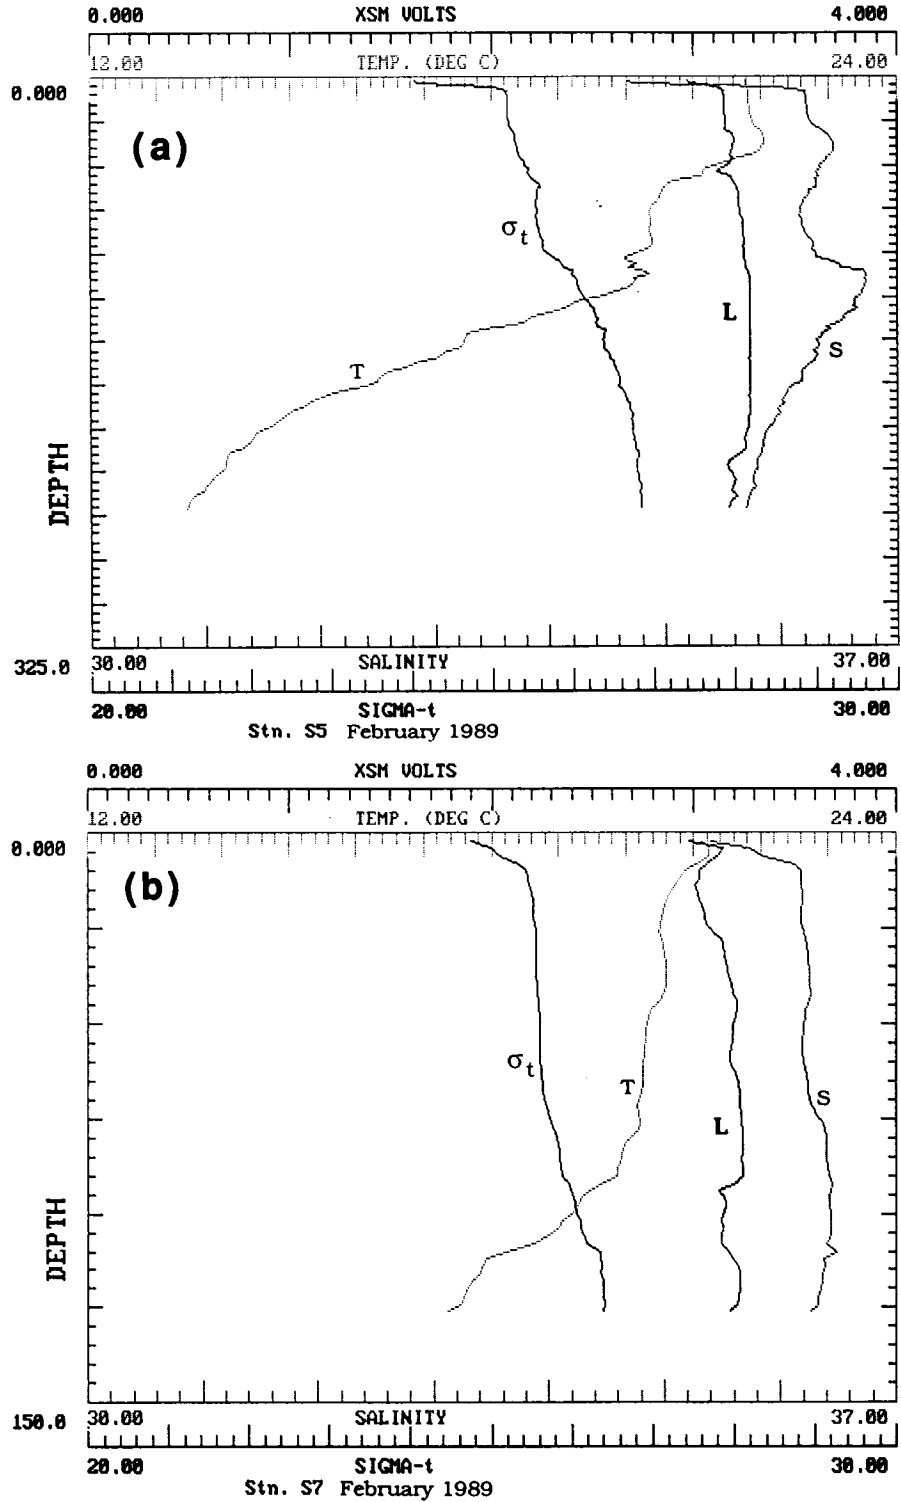 0.000 XSM VOLTS 4.000
12.00 TEMP. (DEG C) 24.00
0.000
(a)
σt
L
S
T
DEPTH
325.0
30.00 SALINITY 37.00
20.00 SIGMA-t 30.00
Stn. S5 February 1989
0.000 XSM VOLTS 4.000
12.00 TEMP. (DEG C) 24.00
0.000
(b)
σt
T
S
L
DEPTH
150.0
30.00 SALINITY 37.00
20.00 SIGMA-t 30.00
Stn. S7 February 1989